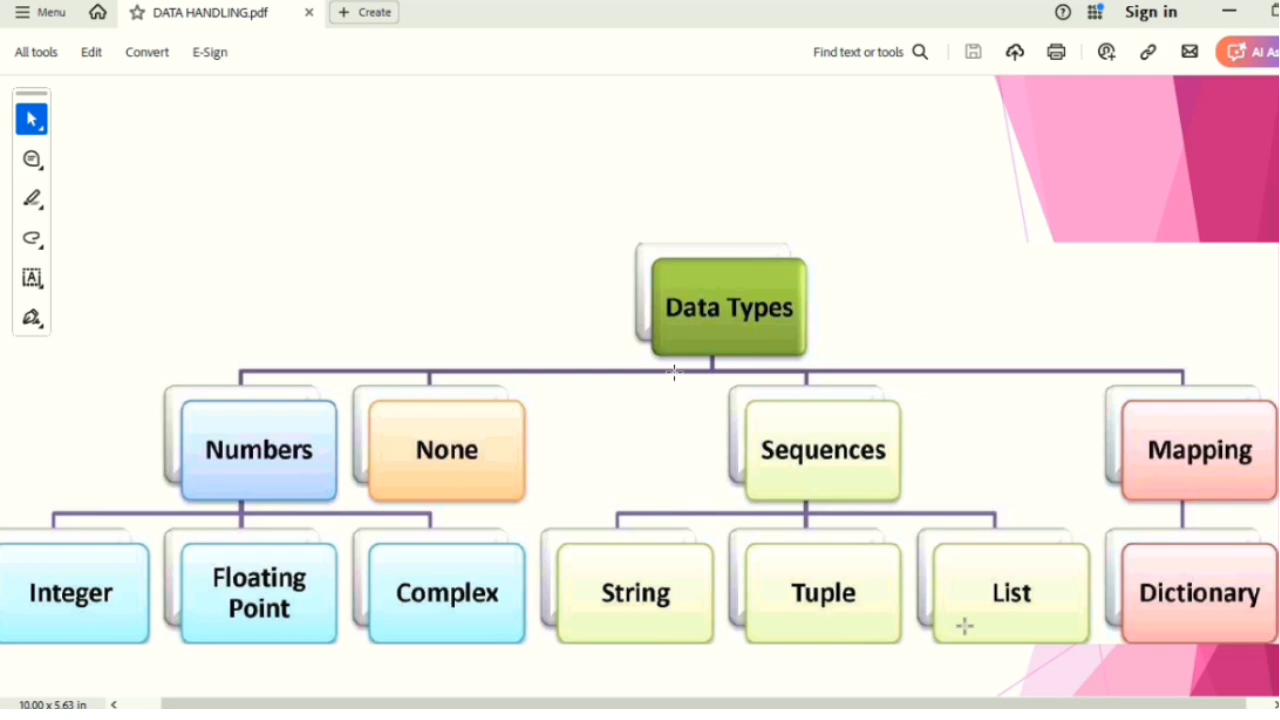 Menu
DATA HANDLING.pdf
+ Create
Sign in
All tools
Edit
Convert
E-Sign
Find text or tools
AI As
Data Types
Numbers
None
Sequences
Mapping
Integer
Floating
Point
Complex
String
Tuple
List
Dictionary
10.00 x 5.63 in